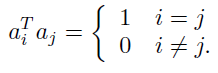 a_i^T a_j = { 1 i = j
0 i ≠ j.